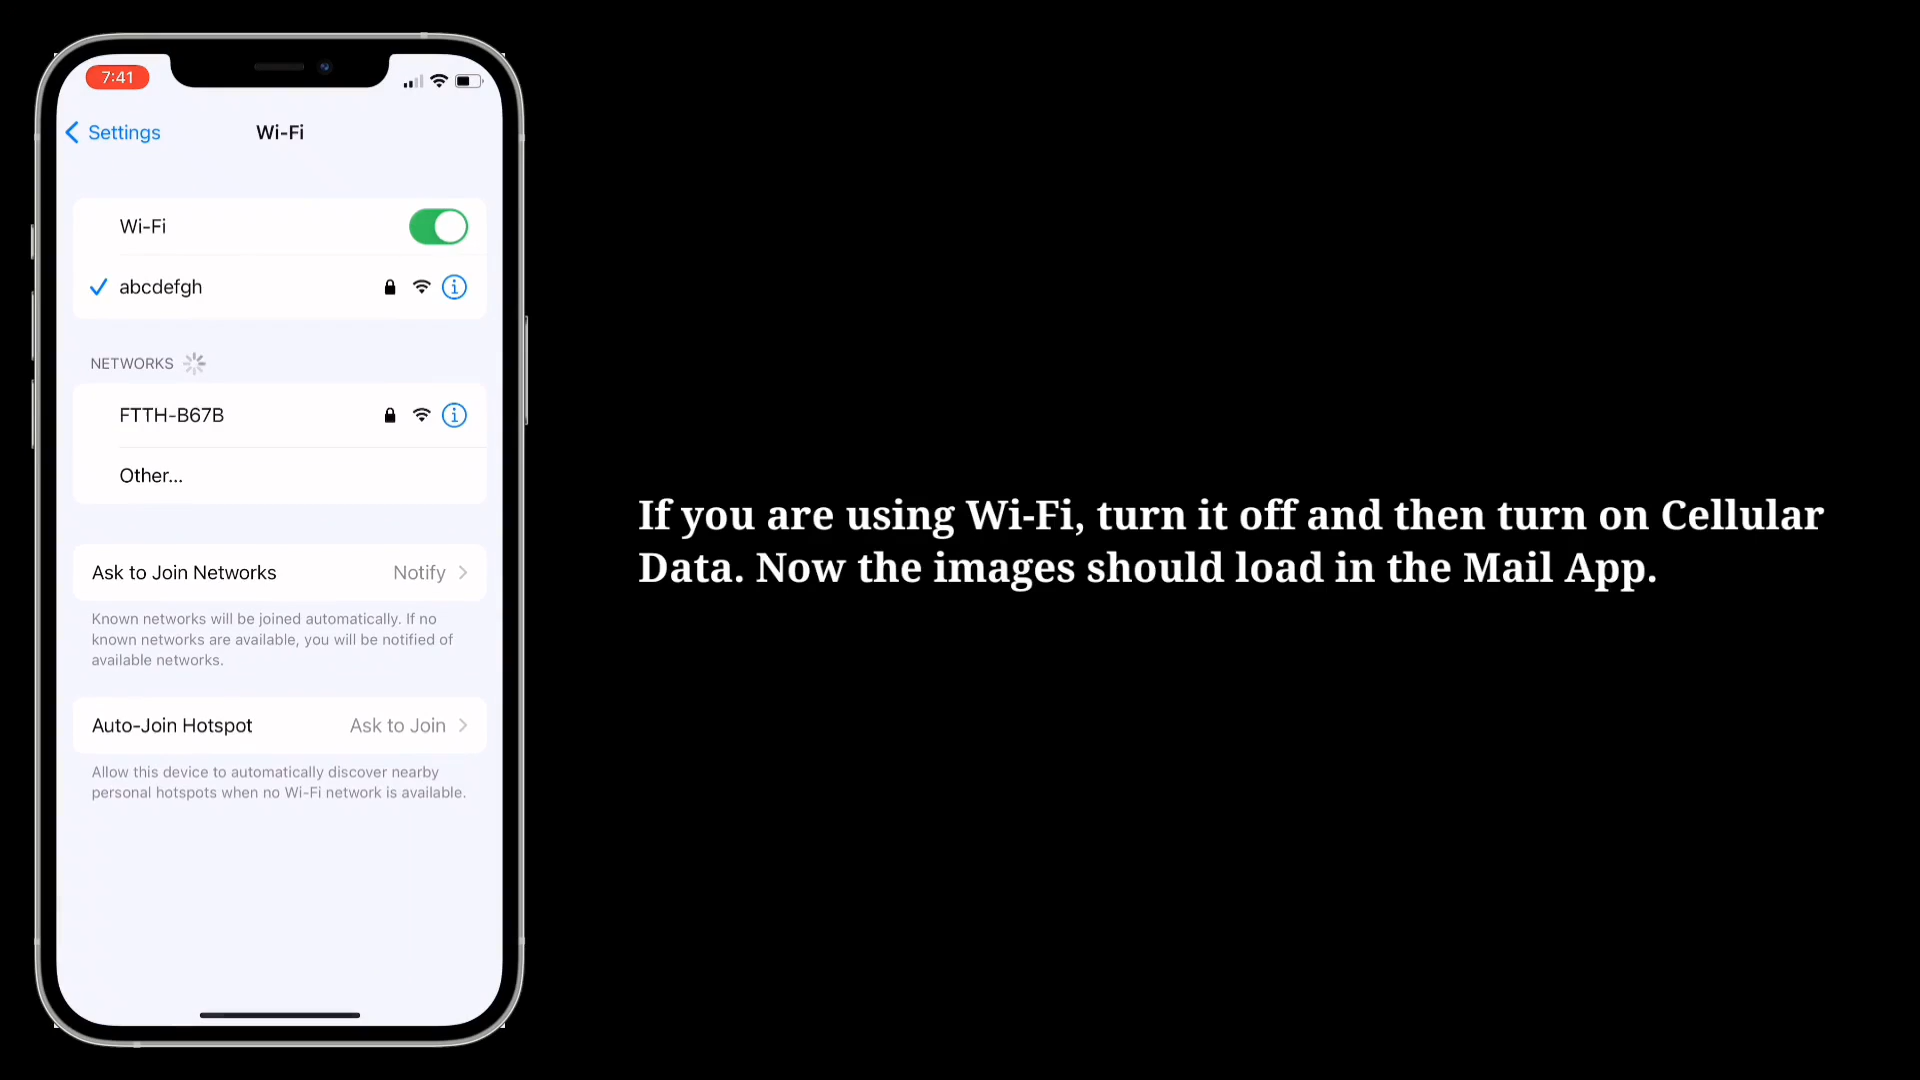 7:41
Settings
Wi-Fi
Wi-Fi
abcdefgh
NETWORKS
FTTH-B67B
Other...
Ask to Join Networks Notify
Known networks will be joined automatically. If no
known networks are available, you will be notified of
available networks.
Auto-Join Hotspot Ask to Join
Allow this device to automatically discover nearby
personal hotspots when no Wi-Fi network is available.
If you are using Wi-Fi, turn it off and then turn on Cellular
Data. Now the images should load in the Mail App.